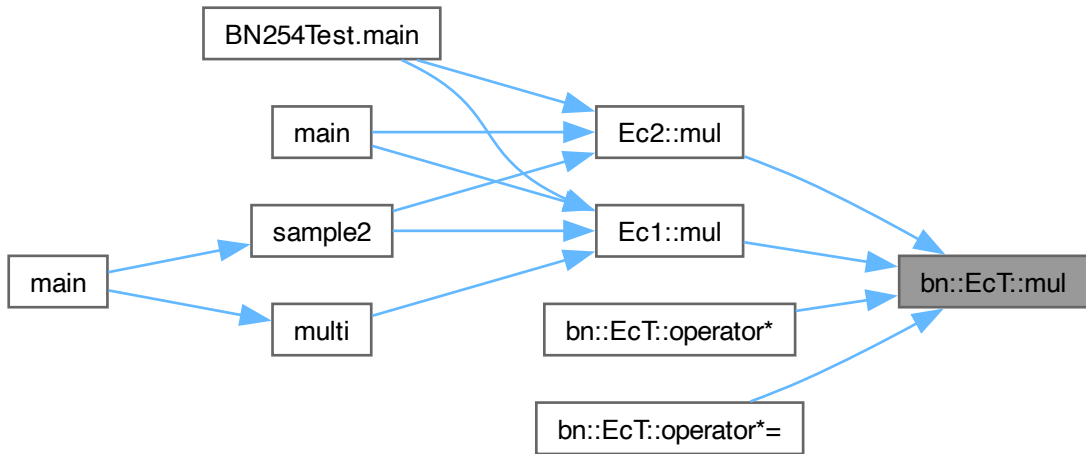 BN254Test.main
main
Ec2::mul
sample2
Ec1::mul
main
bn::EcT::mul
multi
bn::EcT::operator*
bn::EcT::operator*=